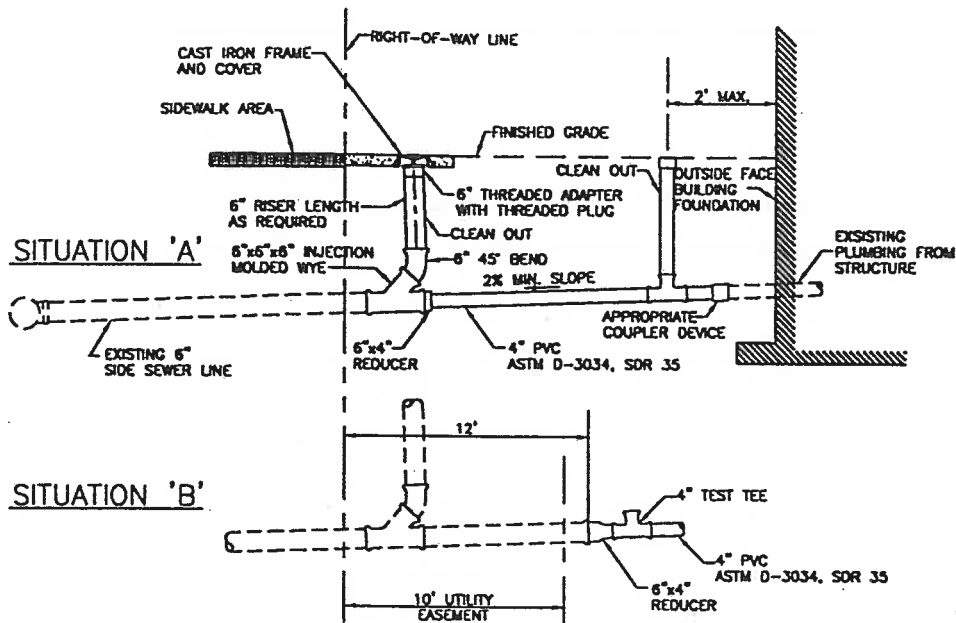 RIGHT-OF-WAY LINE
CAST IRON FRAME
AND COVER
2' MAX.
SIDEWALK AREA
FINISHED GRADE
CLEAN OUT
OUTSIDE FACE
BUILDING
FOUNDATION
6" THREADED ADAPTER
WITH THREADED PLUG
6" RISER LENGTH
AS REQUIRED
CLEAN OUT
SITUATION 'A'
6"x6"x6" INJECTION
MOLDED WYE
6" 45° BEND
2% MIN. SLOPE
EXSISTING
PLUMBING FROM
STRUCTURE
APPROPRIATE
COUPLER DEVICE
EXISTING 6"
SIDE SEWER LINE
6"x4"
REDUCER
4" PVC
ASTM D-3034, SDR 35
12'
SITUATION 'B'
4" TEST TEE
4" PVC
ASTM D-3034, SDR 35
6"x4"
REDUCER
10' UTILITY
EASEMENT